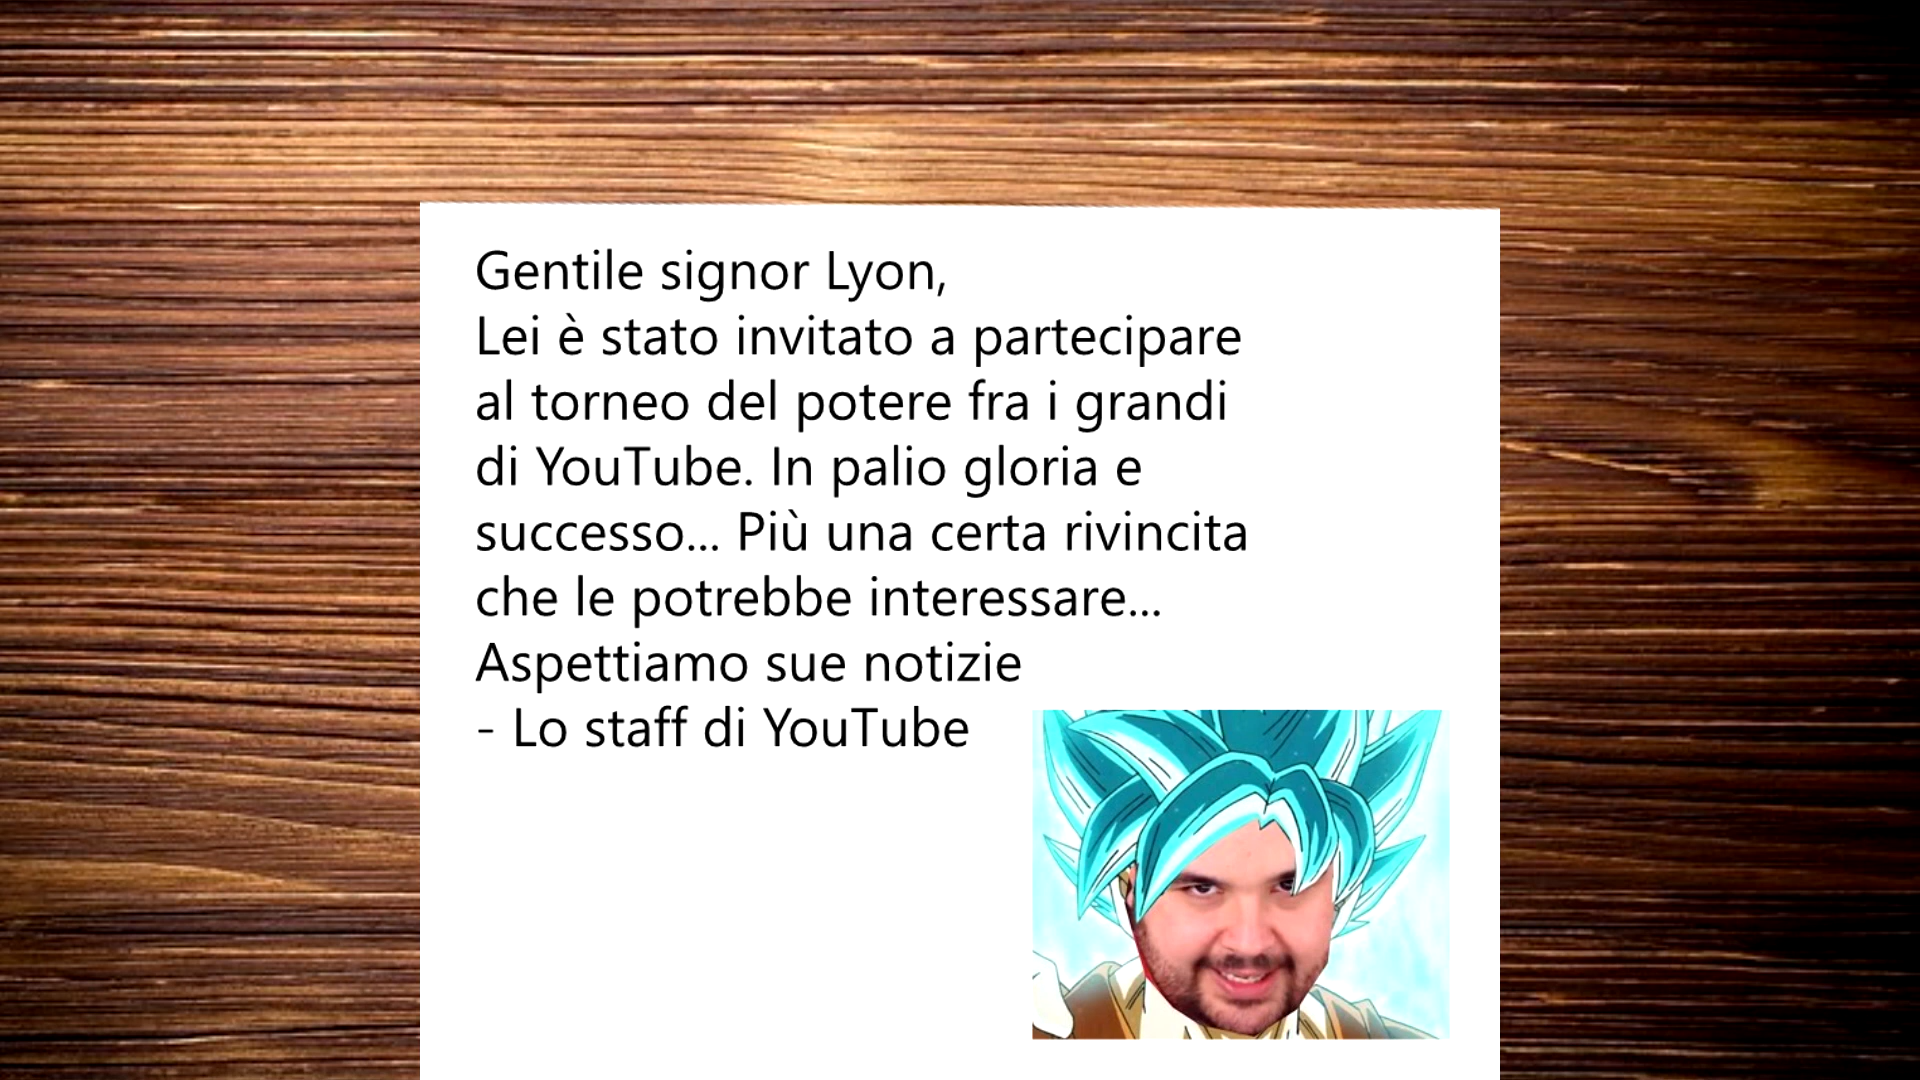 Gentile signor Lyon,
Lei è stato invitato a partecipare
al torneo del potere fra i grandi
di YouTube. In palio gloria e
successo... Più una certa rivincita
che le potrebbe interessare...
Aspettiamo sue notizie
- Lo staff di YouTube